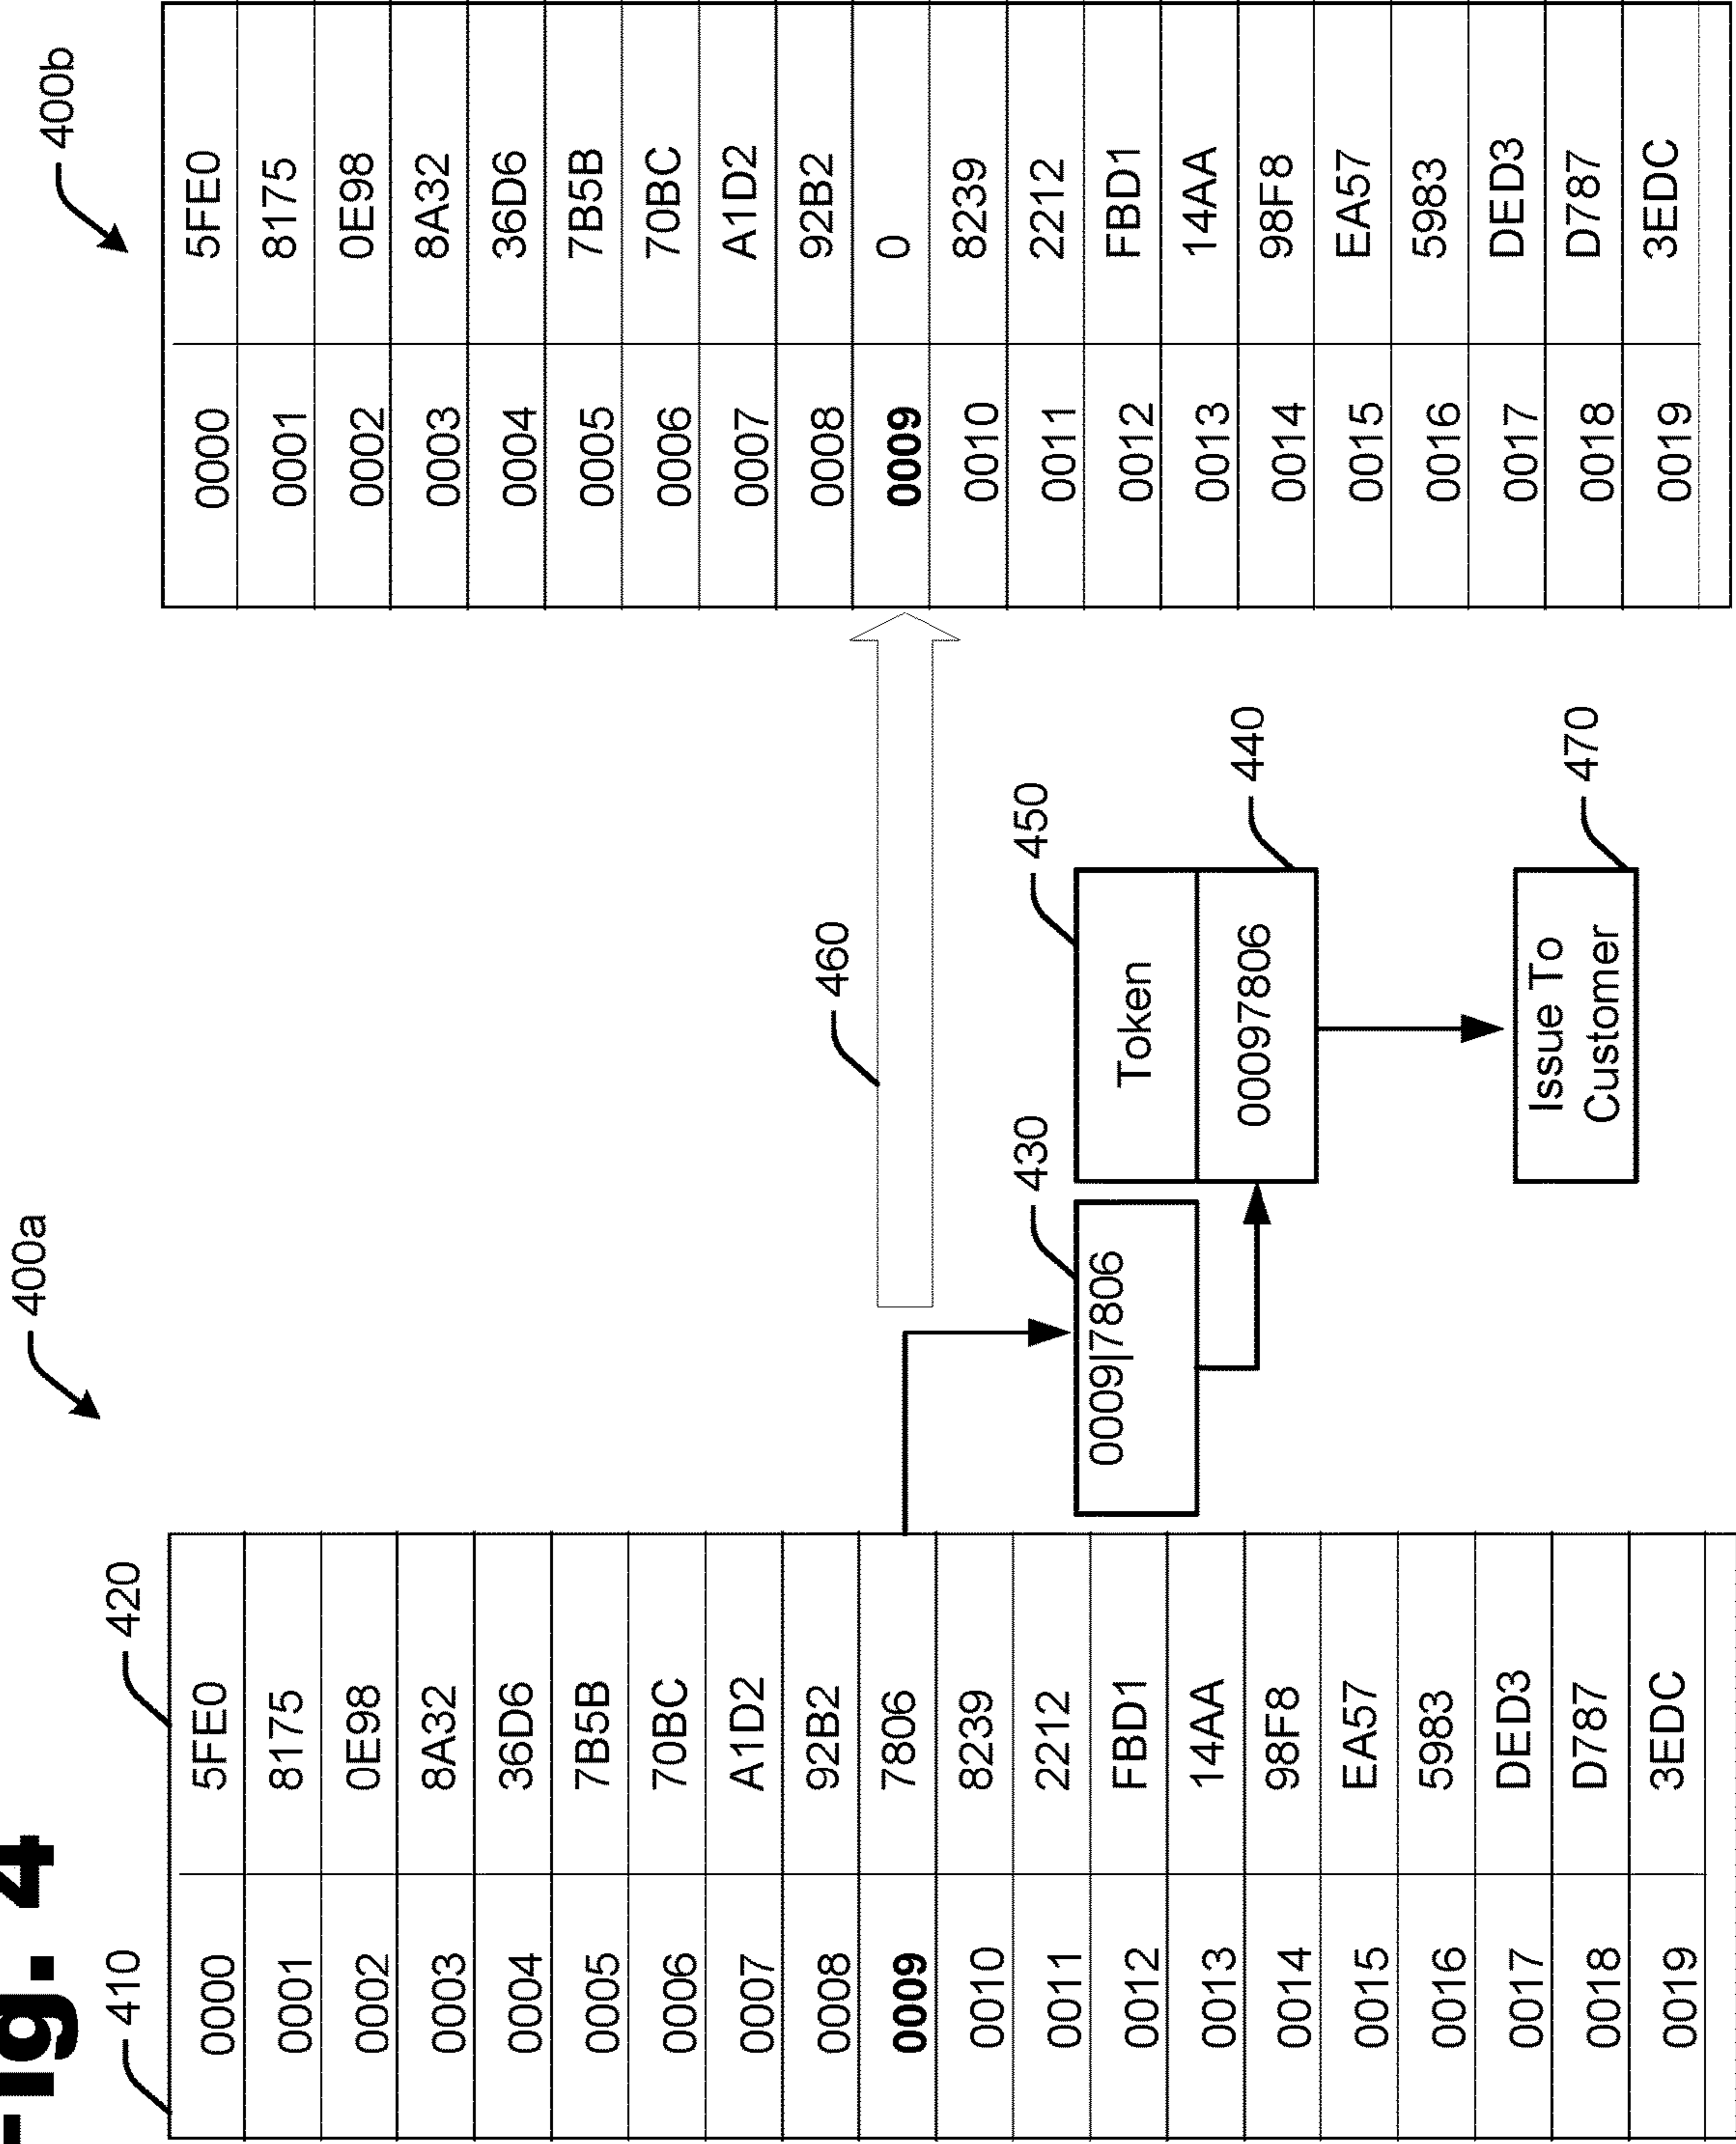 Fig. 4
400a
400b
410
420
0000 5FE0
0001 8175
0002 0E98
0003 8A32
0004 36D6
0005 7B5B
0006 70BC
0007 A1D2
0008 92B2
0009 7806
0010 8239
0011 2212
0012 FBD1
0013 14AA
0014 98F8
0015 EA57
0016 5983
0017 DED3
0018 D787
0019 3EDC
460
430
0009|7806
450
Token
00097806
440
Issue To
Customer
470
0000 5FE0
0001 8175
0002 0E98
0003 8A32
0004 36D6
0005 7B5B
0006 70BC
0007 A1D2
0008 92B2
0009 0
0010 8239
0011 2212
0012 FBD1
0013 14AA
0014 98F8
0015 EA57
0016 5983
0017 DED3
0018 D787
0019 3EDC